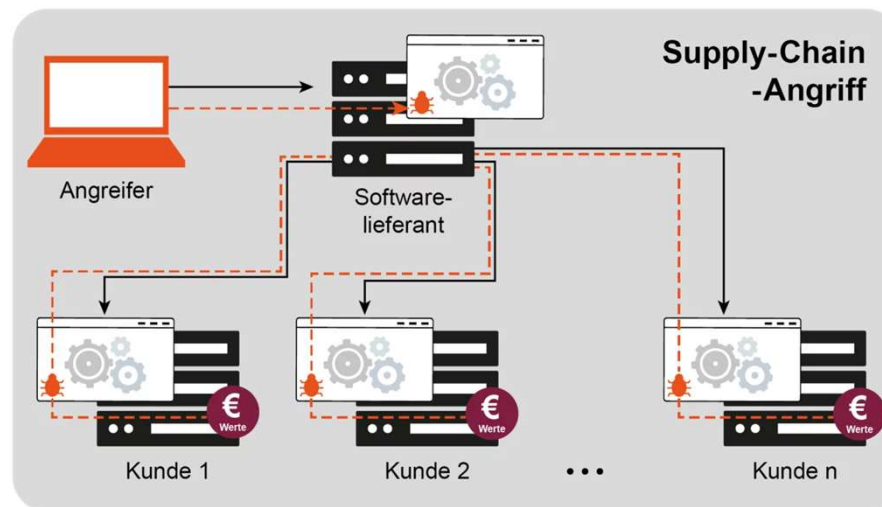 Supply-Chain
-Angriff
Angreifer
Software-
lieferant
€
Werte
€
Werte
€
Werte
Kunde 1
Kunde 2
...
Kunde n